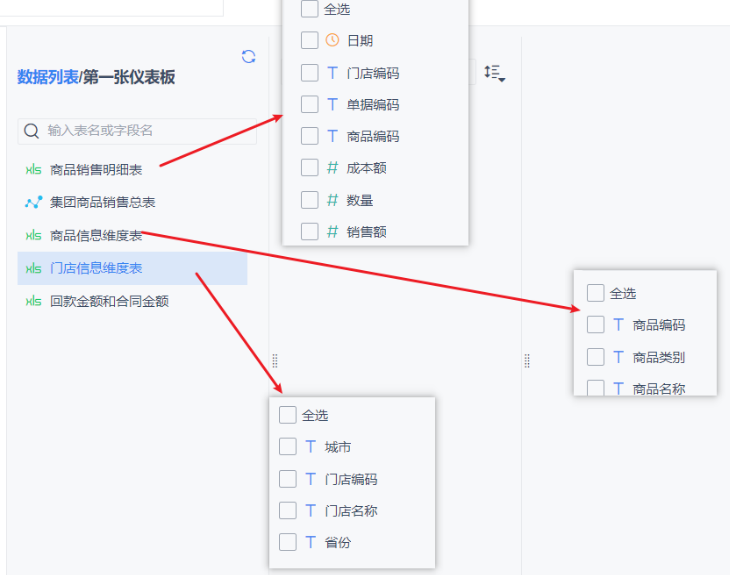 全选
日期
门店编码
单据编码
商品编码
成本额
数量
销售额
数据列表/第一张仪表板
输入表名或字段名
xls 商品销售明细表
集团商品销售总表
xls 商品信息维度表
xls 门店信息维度表
xls 回款金额和合同金额
全选
T 商品编码
T 商品类别
T 商品名称
全选
T 城市
T 门店编码
T 门店名称
T 省份